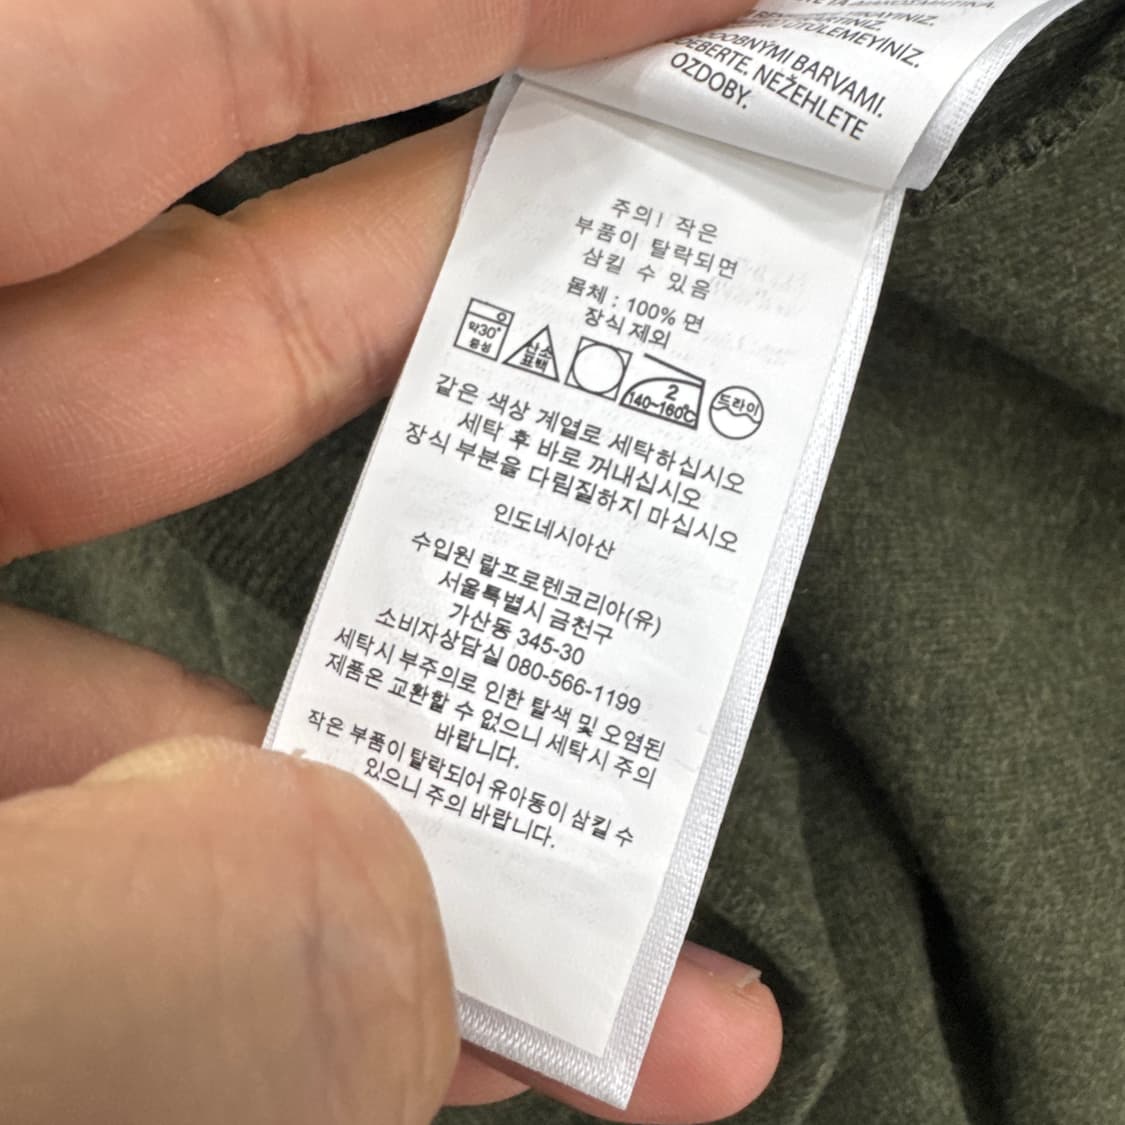 UTÜLEMEYİNİZ.
BARVAMI.
NEŽEHLETE
OZDOBY.
주의! 작은
부품이 탈락되면
삼킬 수 있음
몸체 : 100% 면
장식 제외
약30° 중성
산소 표백
2 140~160℃
드라이
같은 색상 계열로 세탁하십시오
세탁 후 바로 꺼내십시오
장식 부분을 다림질하지 마십시오
인도네시아산
수입원 랄프로렌코리아(유)
서울특별시 금천구
가산동 345-30
소비자상담실 080-566-1199
세탁시 부주의로 인한 탈색 및 오염된
제품은 교환할 수 없으니 세탁시 주의
바랍니다.
작은 부품이 탈락되어 유아동이 삼킬 수
있으니 주의 바랍니다.